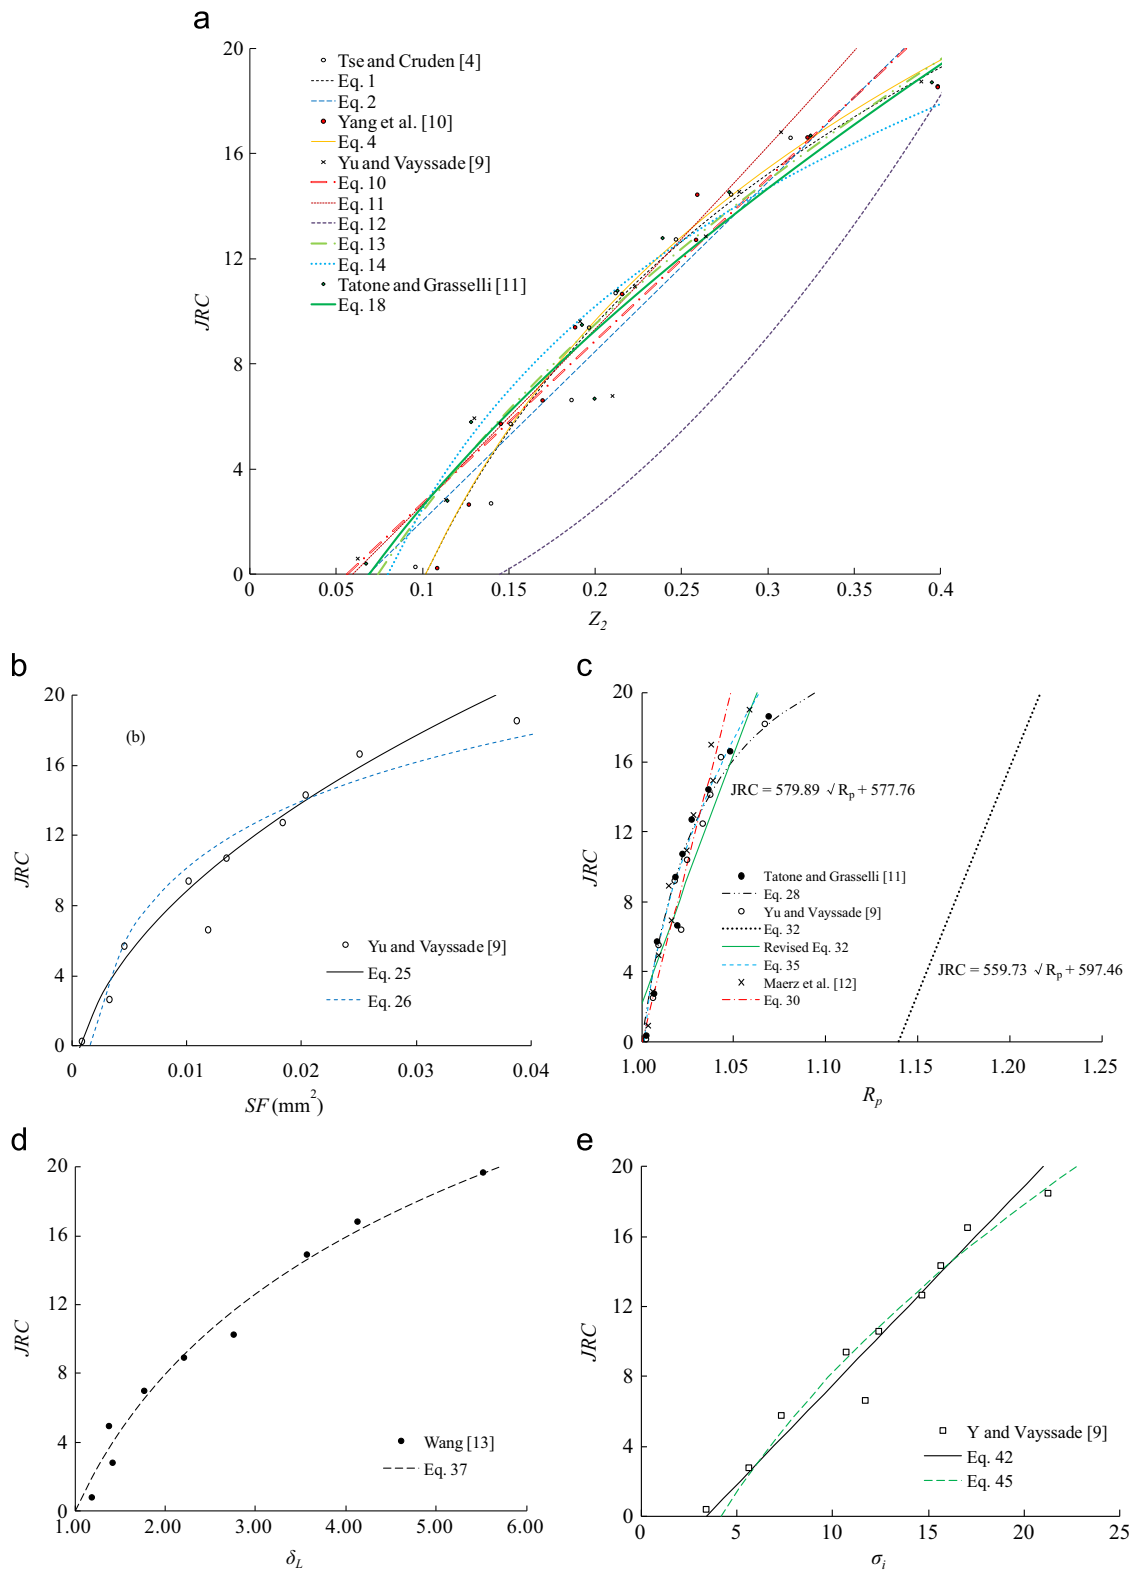 a
20
16
12
8
4
0
JRC
Tse and Cruden [4]
Eq. 1
Eq. 2
Yang et al. [10]
Eq. 4
Yu and Vayssade [9]
Eq. 10
Eq. 11
Eq. 12
Eq. 13
Eq. 14
Tatone and Grasselli [11]
Eq. 18
0 0.05 0.1 0.15 0.2 0.25 0.3 0.35 0.4
Z2
b
20
16
12
8
4
0
JRC
(b)
Yu and Vayssade [9]
Eq. 25
Eq. 26
0 0.01 0.02 0.03 0.04
SF (mm²)
c
20
16
12
8
4
0
JRC
JRC = 579.89 √Rp + 577.76
Tatone and Grasselli [11]
Eq. 28
Yu and Vayssade [9]
Eq. 32
Revised Eq. 32
Eq. 35
Maerz et al. [12]
Eq. 30
JRC = 559.73 √Rp + 597.46
1.00 1.05 1.10 1.15 1.20 1.25
Rp
d
20
16
12
8
4
0
JRC
Wang [13]
Eq. 37
1.00 2.00 3.00 4.00 5.00 6.00
δL
e
20
16
12
8
4
0
JRC
Y and Vayssade [9]
Eq. 42
Eq. 45
0 5 10 15 20 25
σi